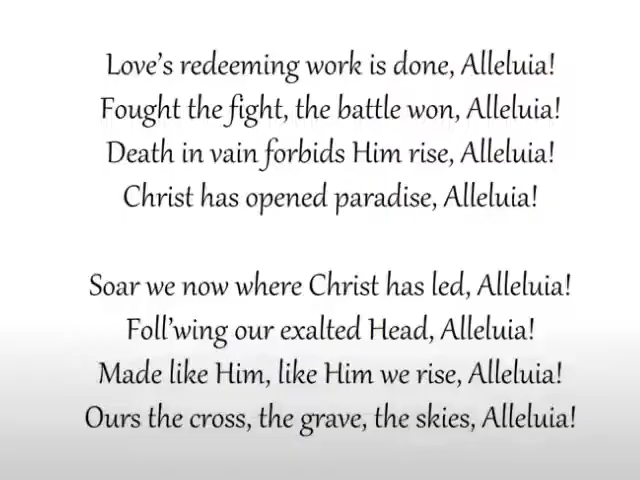 Love’s redeeming work is done, Alleluia!
Fought the fight, the battle won, Alleluia!
Death in vain forbids Him rise, Alleluia!
Christ has opened paradise, Alleluia!
Soar we now where Christ has led, Alleluia!
Foll’wing our exalted Head, Alleluia!
Made like Him, like Him we rise, Alleluia!
Ours the cross, the grave, the skies, Alleluia!